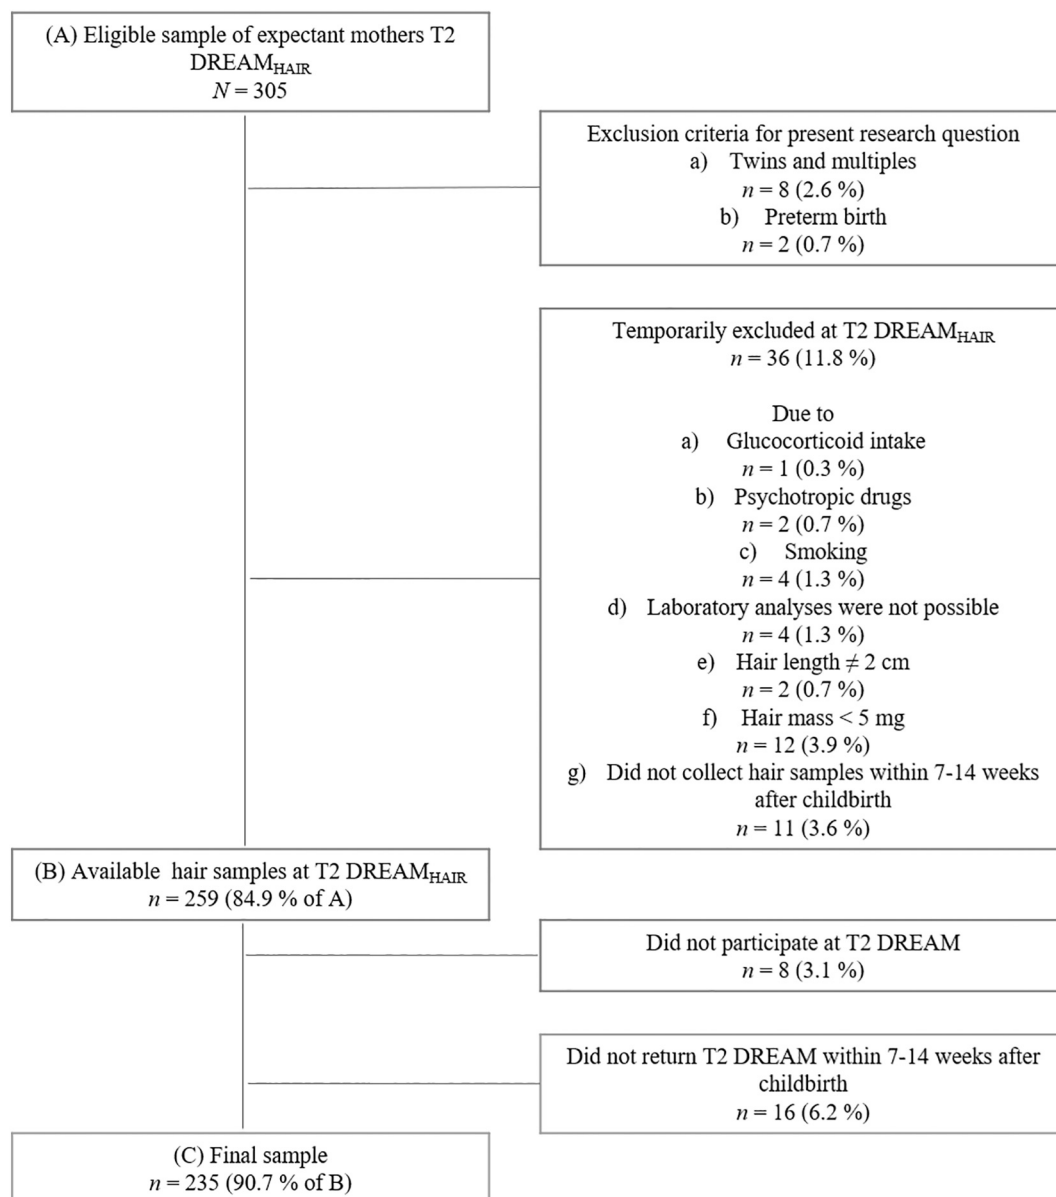 (A) Eligible sample of expectant mothers T2
DREAM_HAIR
N = 305
Exclusion criteria for present research question
a) Twins and multiples
n = 8 (2.6 %)
b) Preterm birth
n = 2 (0.7 %)
Temporarily excluded at T2 DREAM_HAIR
n = 36 (11.8 %)
Due to
a) Glucocorticoid intake
n = 1 (0.3 %)
b) Psychotropic drugs
n = 2 (0.7 %)
c) Smoking
n = 4 (1.3 %)
d) Laboratory analyses were not possible
n = 4 (1.3 %)
e) Hair length ≠ 2 cm
n = 2 (0.7 %)
f) Hair mass < 5 mg
n = 12 (3.9 %)
g) Did not collect hair samples within 7-14 weeks
after childbirth
n = 11 (3.6 %)
(B) Available hair samples at T2 DREAM_HAIR
n = 259 (84.9 % of A)
Did not participate at T2 DREAM
n = 8 (3.1 %)
Did not return T2 DREAM within 7-14 weeks after
childbirth
n = 16 (6.2 %)
(C) Final sample
n = 235 (90.7 % of B)